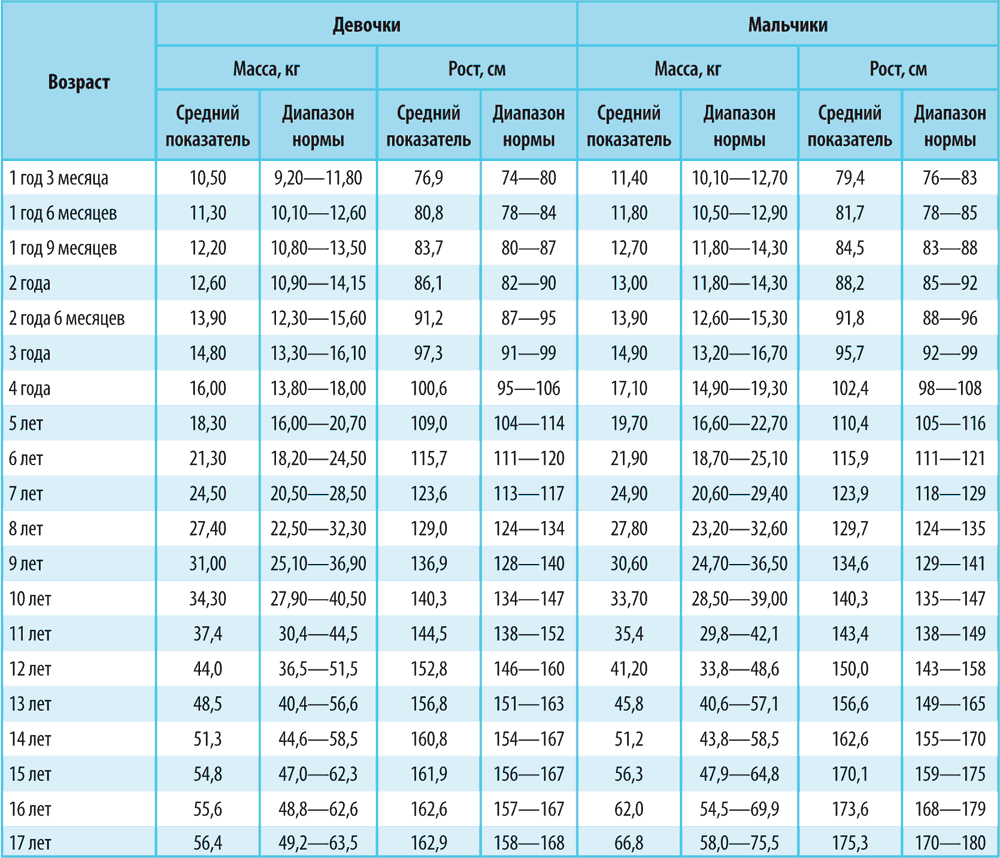 Возраст Девочки Мальчики
Масса, кг Рост, см Масса, кг Рост, см
Средний показатель Диапазон нормы Средний показатель Диапазон нормы Средний показатель Диапазон нормы Средний показатель Диапазон нормы
1 год 3 месяца 10,50 9,20—11,80 76,9 74—80 11,40 10,10—12,70 79,4 76—83
1 год 6 месяцев 11,30 10,10—12,60 80,8 78—84 11,80 10,50—12,90 81,7 78—85
1 год 9 месяцев 12,20 10,80—13,50 83,7 80—87 12,70 11,80—14,30 84,5 83—88
2 года 12,60 10,90—14,15 86,1 82—90 13,00 11,80—14,30 88,2 85—92
2 года 6 месяцев 13,90 12,30—15,60 91,2 87—95 13,90 12,60—15,30 91,8 88—96
3 года 14,80 13,30—16,10 97,3 91—99 14,90 13,20—16,70 95,7 92—99
4 года 16,00 13,80—18,00 100,6 95—106 17,10 14,90—19,30 102,4 98—108
5 лет 18,30 16,00—20,70 109,0 104—114 19,70 16,60—22,70 110,4 105—116
6 лет 21,30 18,20—24,50 115,7 111—120 21,90 18,70—25,10 115,9 111—121
7 лет 24,50 20,50—28,50 123,6 113—117 24,90 20,60—29,40 123,9 118—129
8 лет 27,40 22,50—32,30 129,0 124—134 27,80 23,20—32,60 129,7 124—135
9 лет 31,00 25,10—36,90 136,9 128—140 30,60 24,70—36,50 134,6 129—141
10 лет 34,30 27,90—40,50 140,3 134—147 33,70 28,50—39,00 140,3 135—147
11 лет 37,4 30,4—44,5 144,5 138—152 35,4 29,8—42,1 143,4 138—149
12 лет 44,0 36,5—51,5 152,8 146—160 41,20 33,8—48,6 150,0 143—158
13 лет 48,5 40,4—56,6 156,8 151—163 45,8 40,6—57,1 156,6 149—165
14 лет 51,3 44,6—58,5 160,8 154—167 51,2 43,8—58,5 162,6 155—170
15 лет 54,8 47,0—62,3 161,9 156—167 56,3 47,9—64,8 170,1 159—175
16 лет 55,6 48,8—62,6 162,6 157—167 62,0 54,5—69,9 173,6 168—179
17 лет 56,4 49,2—63,5 162,9 158—168 66,8 58,0—75,5 175,3 170—180